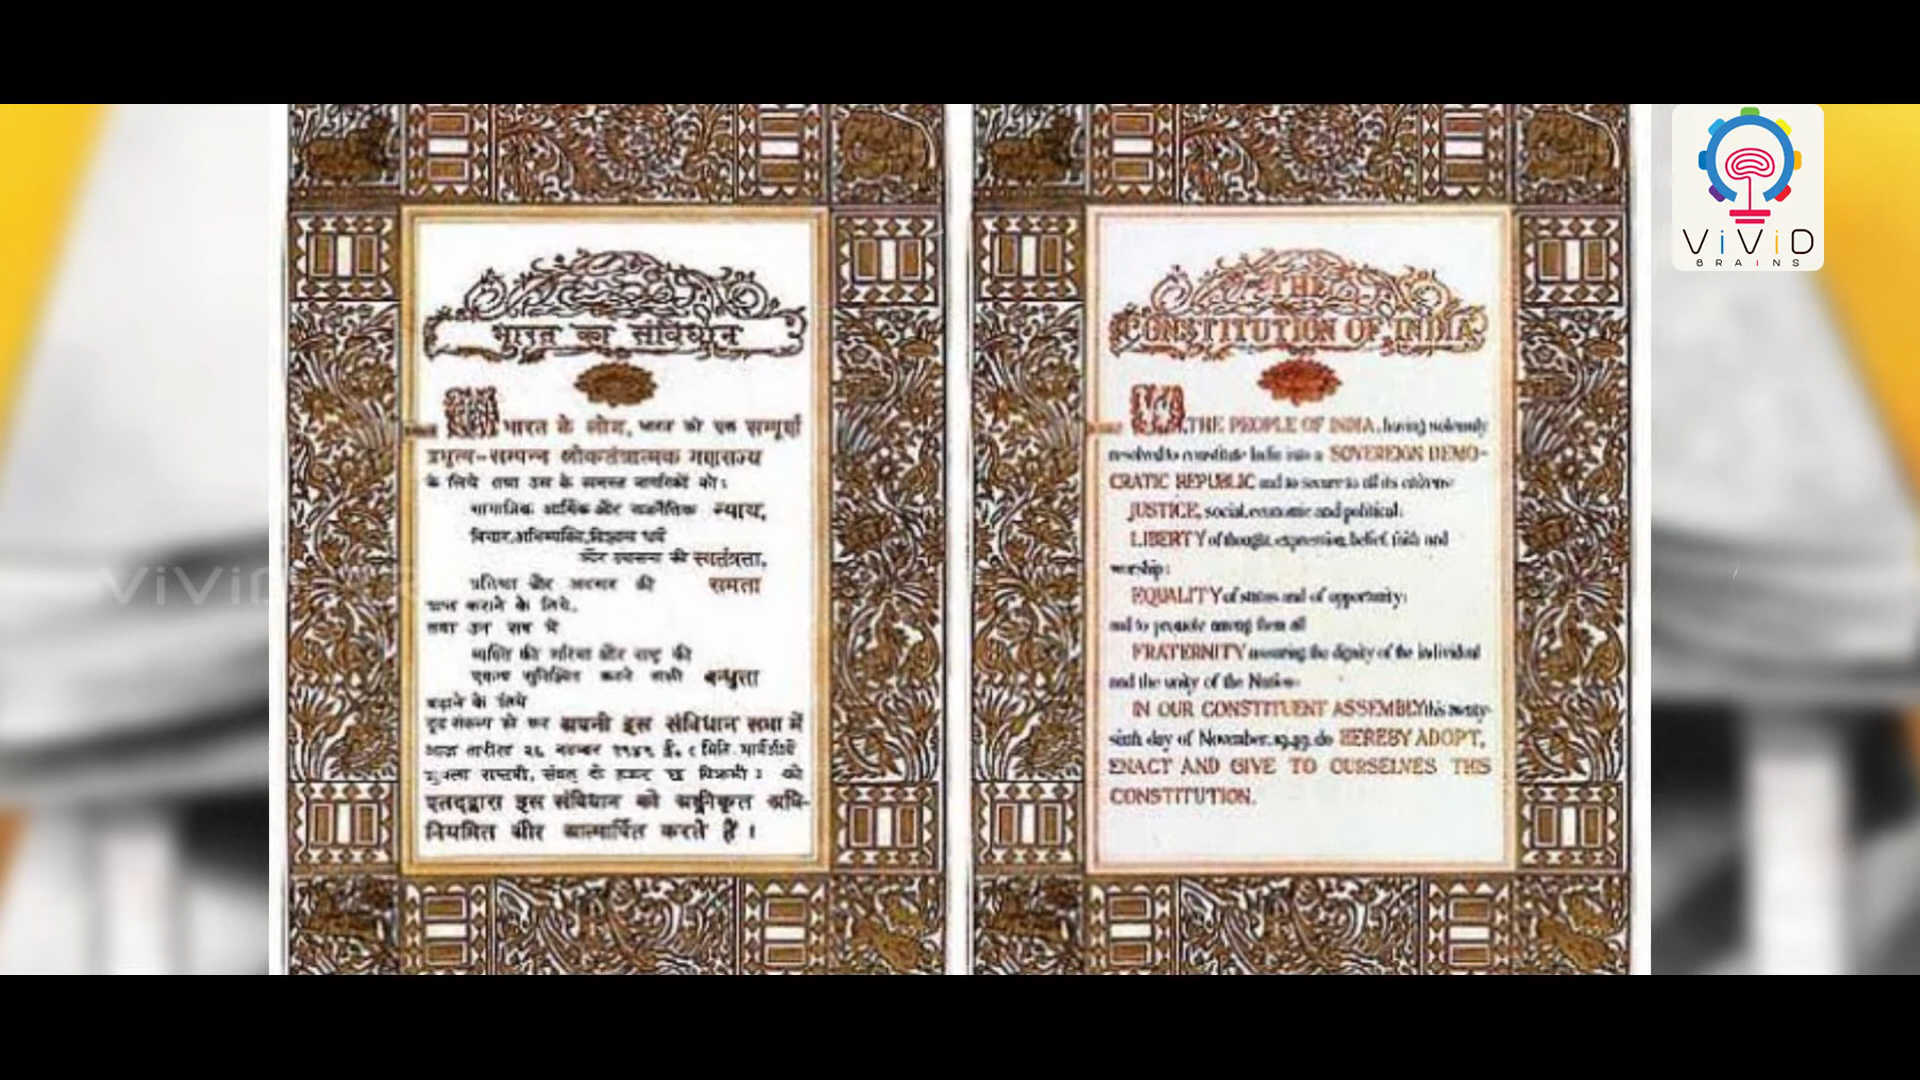 भारत का संविधान
भारत के लोग, भारत को एक सम्पूर्ण
प्रभुत्व-सम्पन्न लोकतंत्रात्मक गणराज्य
के लिये तथा उस के समस्त नागरिकों को:
सामाजिक आर्थिक और राजनैतिक न्याय,
विचार, अभिव्यक्ति, विश्वास धर्म
और उपासना की स्वतंत्रता,
प्रतिष्ठा और अवसर की समता
प्राप्त कराने के लिये,
तथा उन सब में
व्यक्ति की गरिमा और राष्ट्र की
एकता सुनिश्चित करने वाली बन्धुता
बढ़ाने के लिये
दृढ़ संकल्प हो कर अपनी इस संविधान सभा में
आज तारीख २६ नवम्बर १९४९ ई.
एतद्द्वारा इस संविधान को अङ्गीकृत अधि-
नियमित और आत्मार्पित करते हैं ।
THE
CONSTITUTION OF INDIA
WE, THE PEOPLE OF INDIA, having solemnly
resolved to constitute India into a SOVEREIGN DEMO-
CRATIC REPUBLIC and to secure to all its citizens:
JUSTICE, social, economic and political;
LIBERTY of thought, expression, belief, faith and
worship;
EQUALITY of status and of opportunity;
and to promote among them all
FRATERNITY assuring the dignity of the individual
and the unity of the Nation;
IN OUR CONSTITUENT ASSEMBLY this twenty-
sixth day of November, 1949, do HEREBY ADOPT,
ENACT AND GIVE TO OURSELVES THIS
CONSTITUTION.
ViViD
BRAiNS
ViViD